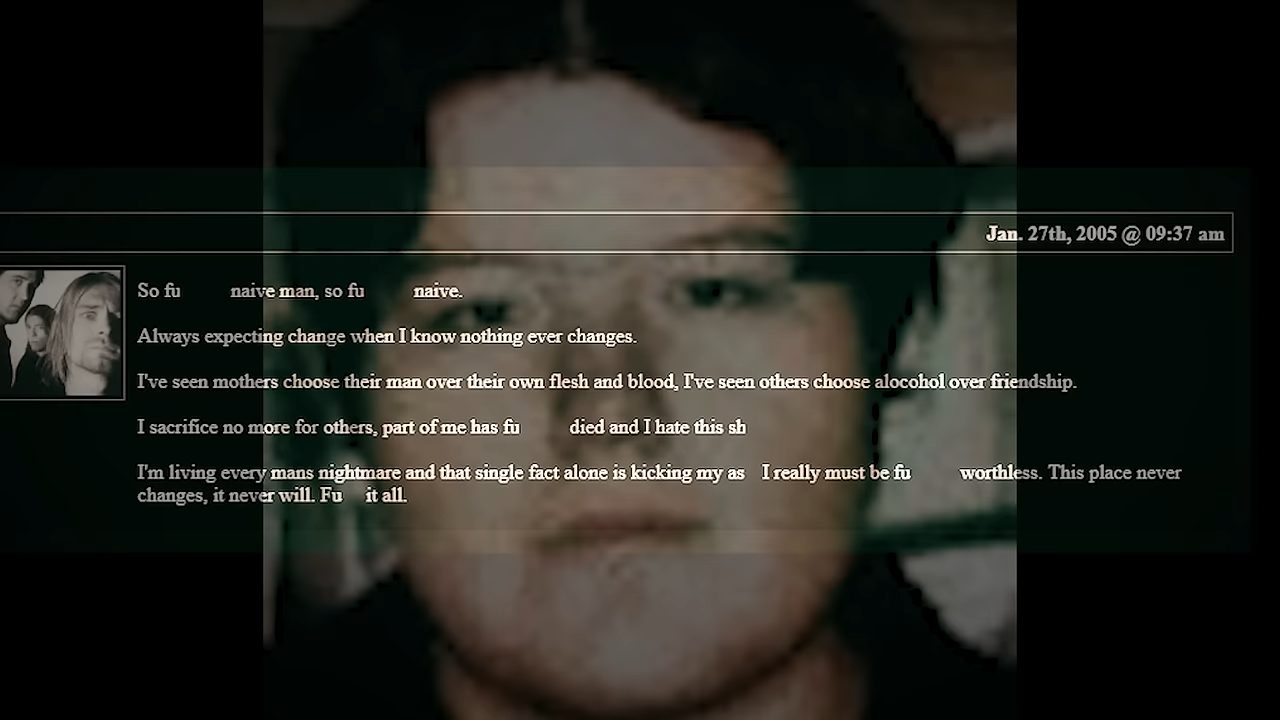 Jan. 27th, 2005 @ 09:37 am
So fu naive man, so fu naive.
Always expecting change when I know nothing ever changes.
I've seen mothers choose their man over their own flesh and blood, I've seen others choose alocohol over friendship.
I sacrifice no more for others, part of me has fu died and I hate this sh
I'm living every mans nightmare and that single fact alone is kicking my as I really must be fu worthless. This place never
changes, it never will. Fu it all.